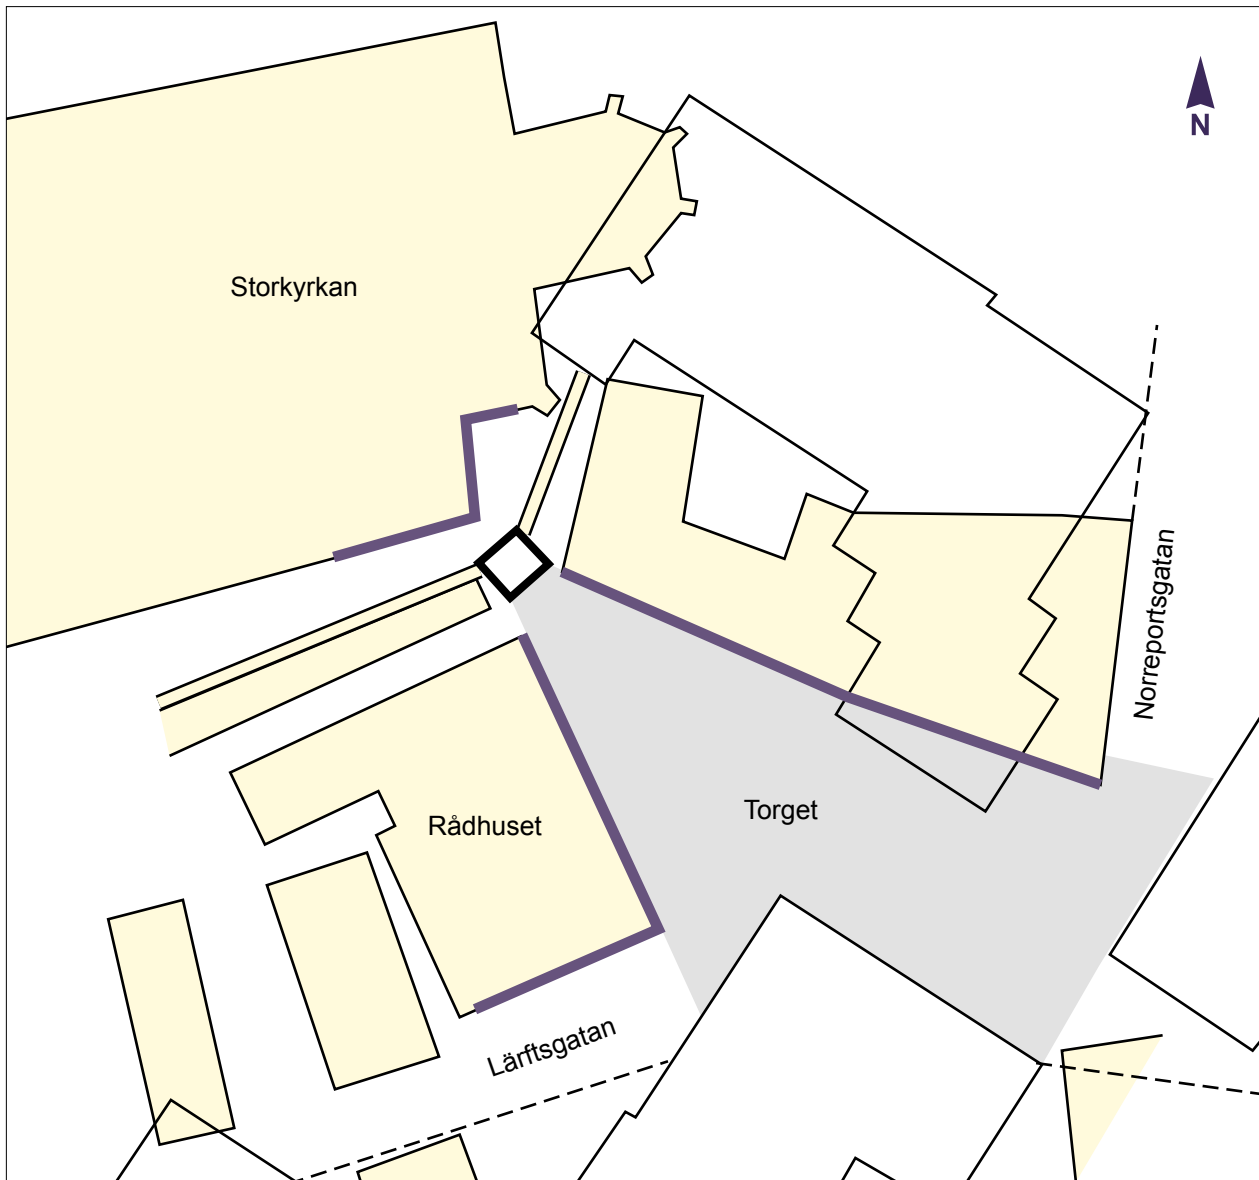 N
Storkyrkan
Norreportsgatan
Torget
Rådhuset
Lärftsgatan